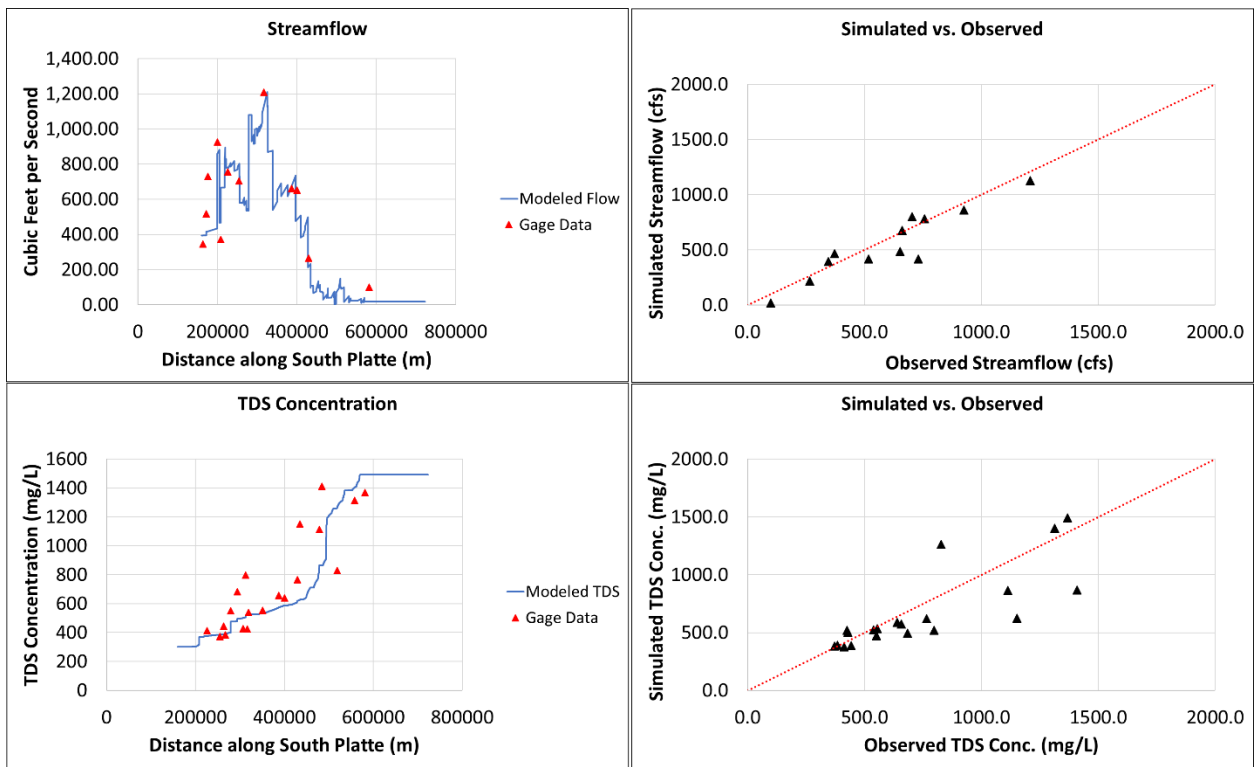 Streamflow
1,400.00
1,200.00
1,000.00
800.00
600.00
400.00
200.00
0.00
Cubic Feet per Second
0 200000 400000 600000 800000
Distance along South Platte (m)
Modeled Flow
Gage Data
Simulated vs. Observed
2000.0
1500.0
1000.0
500.0
0.0
Simulated Streamflow (cfs)
0.0 500.0 1000.0 1500.0 2000.0
Observed Streamflow (cfs)
TDS Concentration
1600
1400
1200
1000
800
600
400
200
0
TDS Concentration (mg/L)
0 200000 400000 600000 800000
Distance along South Platte (m)
Modeled TDS
Gage Data
Simulated vs. Observed
2000.0
1500.0
1000.0
500.0
0.0
Simulated TDS Conc. (mg/L)
0.0 500.0 1000.0 1500.0 2000.0
Observed TDS Conc. (mg/L)